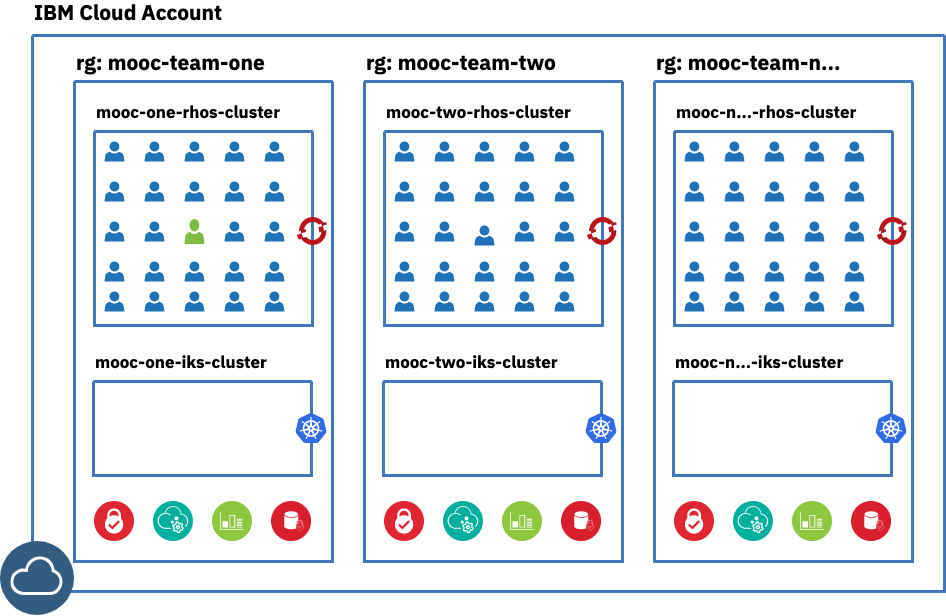 IBM Cloud Account
rg: mooc-team-one
rg: mooc-team-two
rg: mooc-team-n...
mooc-one-rhos-cluster
mooc-two-rhos-cluster
mooc-n...-rhos-cluster
mooc-one-iks-cluster
mooc-two-iks-cluster
mooc-n...-iks-cluster